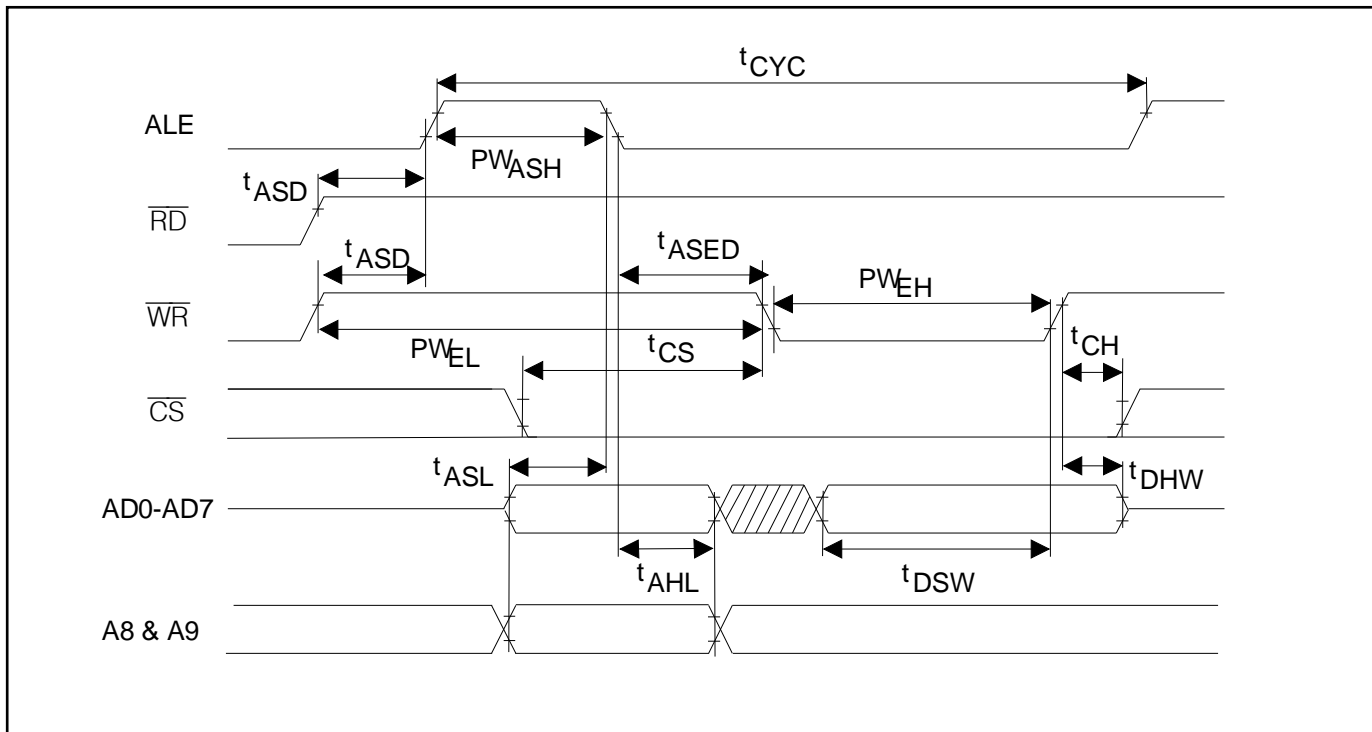 tCYC
ALE
PWASH
tASD
RD
tASD
tASED
PWEH
WR
PWEL
tCS
tCH
CS
tASL
tDHW
AD0-AD7
tAHL
tDSW
A8 & A9